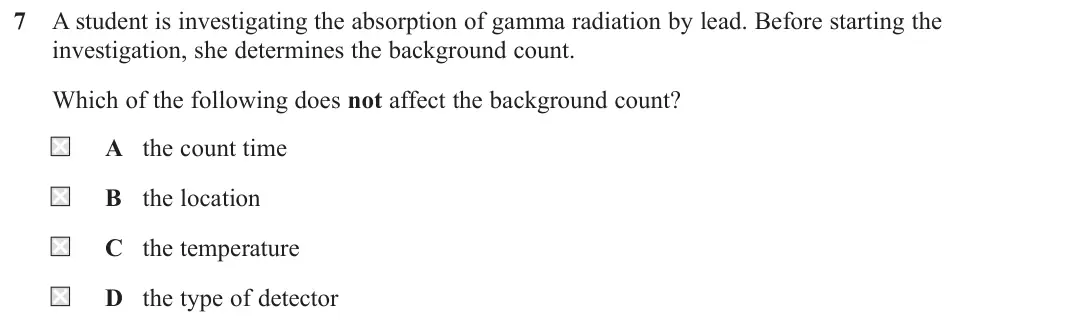 7 A student is investigating the absorption of gamma radiation by lead. Before starting the
investigation, she determines the background count.
Which of the following does not affect the background count?
A the count time
B the location
C the temperature
D the type of detector